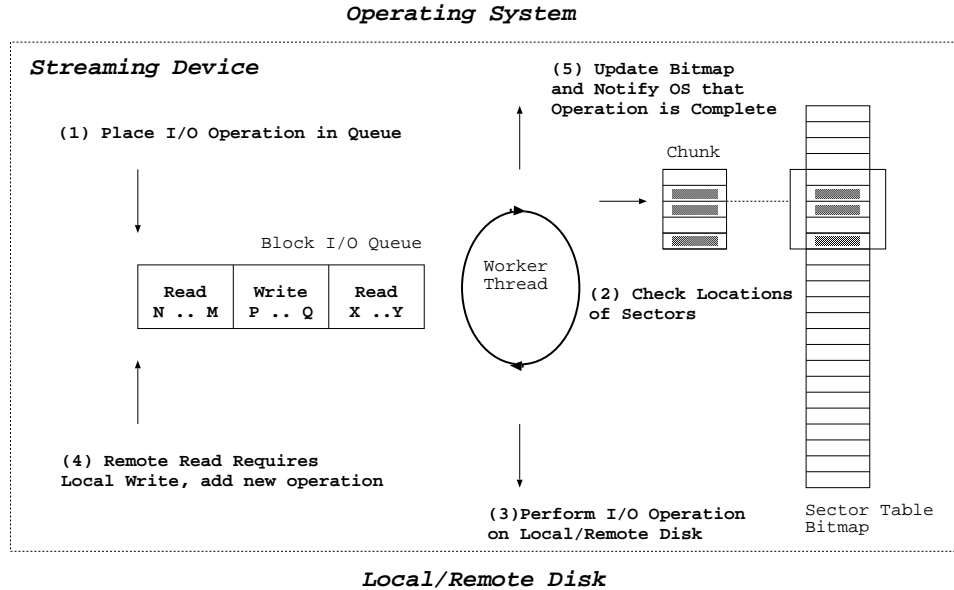 Operating System
Streaming Device
(5) Update Bitmap
and Notify OS that
Operation is Complete
(1) Place I/O Operation in Queue
Chunk
Block I/O Queue
Worker
Thread
Read
N .. M
Write
P .. Q
Read
X ..Y
(2) Check Locations
of Sectors
(4) Remote Read Requires
Local Write, add new operation
(3)Perform I/O Operation
on Local/Remote Disk
Sector Table
Bitmap
Local/Remote Disk